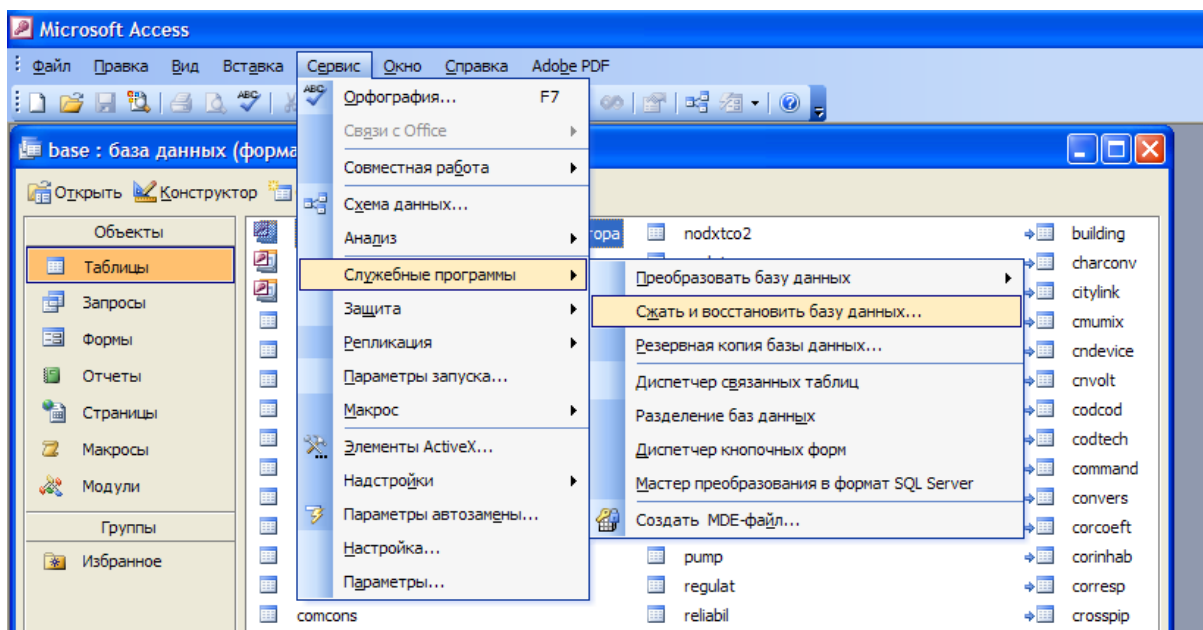 Microsoft Access
Файл Правка Вид Вставка Сервис Окно Справка Adobe PDF
base : база данных (форма
Открыть Конструктор
Объекты
Таблицы
Запросы
Формы
Отчеты
Страницы
Макросы
Модули
Группы
Избранное
Орфография... F7
Связи с Office
Совместная работа
Схема данных...
Анализ
Служебные программы
Защита
Репликация
Параметры запуска...
Макрос
Элементы ActiveX...
Надстройки
Параметры автозамены...
Настройка...
Параметры...
Преобразовать базу данных
Сжать и восстановить базу данных...
Резервная копия базы данных...
Диспетчер связанных таблиц
Разделение баз данных
Диспетчер кнопочных форм
Мастер преобразования в формат SQL Server
Создать MDE-файл...
comcons
тора
nodxtco2
pump
regulat
reliabil
building
charconv
citylink
cmumix
cndevice
cnvolt
codcod
codtech
command
convers
corcoeft
corinhab
corresp
crosspip